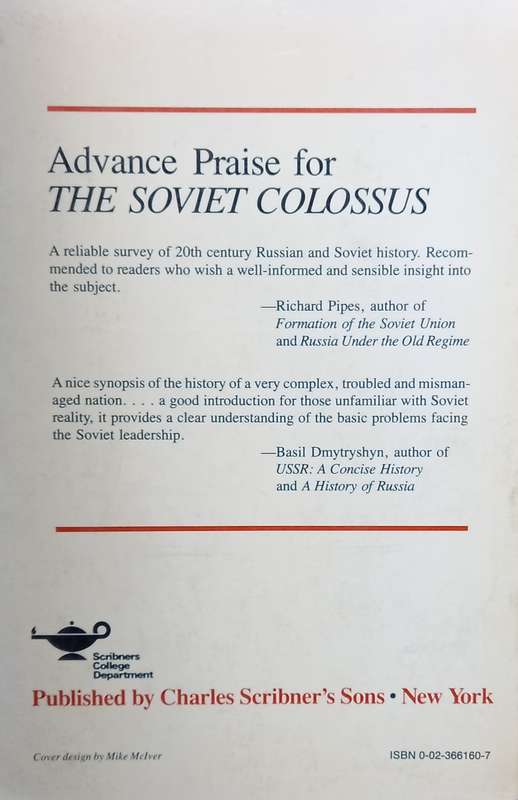 Advance Praise for
THE SOVIET COLOSSUS
A reliable survey of 20th century Russian and Soviet history. Recom-
mended to readers who wish a well-informed and sensible insight into
the subject.
—Richard Pipes, author of
Formation of the Soviet Union
and Russia Under the Old Regime
A nice synopsis of the history of a very complex, troubled and misman-
aged nation. . . . a good introduction for those unfamiliar with Soviet
reality, it provides a clear understanding of the basic problems facing
the Soviet leadership.
—Basil Dmytryshyn, author of
USSR: A Concise History
and A History of Russia
Scribners
College
Department
Published by Charles Scribner's Sons • New York
Cover design by Mike McIver
ISBN 0-02-366160-7